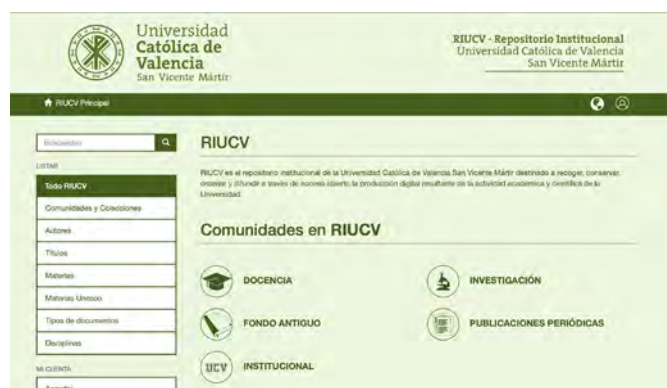 Universidad
Católica de
Valencia
San Vicente Mártir
RIUCV - Repositorio Institucional
Universidad Católica de Valencia
San Vicente Mártir
RIUCV Principal
Búsqueda
LISTAR
Todo RIUCV
Comunidades y Colecciones
Autores
Títulos
Materias
Materias Unesco
Tipos de documentos
Disciplinas
MI CUENTA
Acceder
RIUCV
RIUCV es el repositorio institucional de la Universidad Católica de Valencia San Vicente Mártir destinado a recoger, conservar,
ordenar y difundir a través de acceso abierto la producción digital resultante de la actividad académica y científica de la
Universidad.
Comunidades en RIUCV
DOCENCIA
INVESTIGACIÓN
FONDO ANTIGUO
PUBLICACIONES PERIÓDICAS
UCV
INSTITUCIONAL